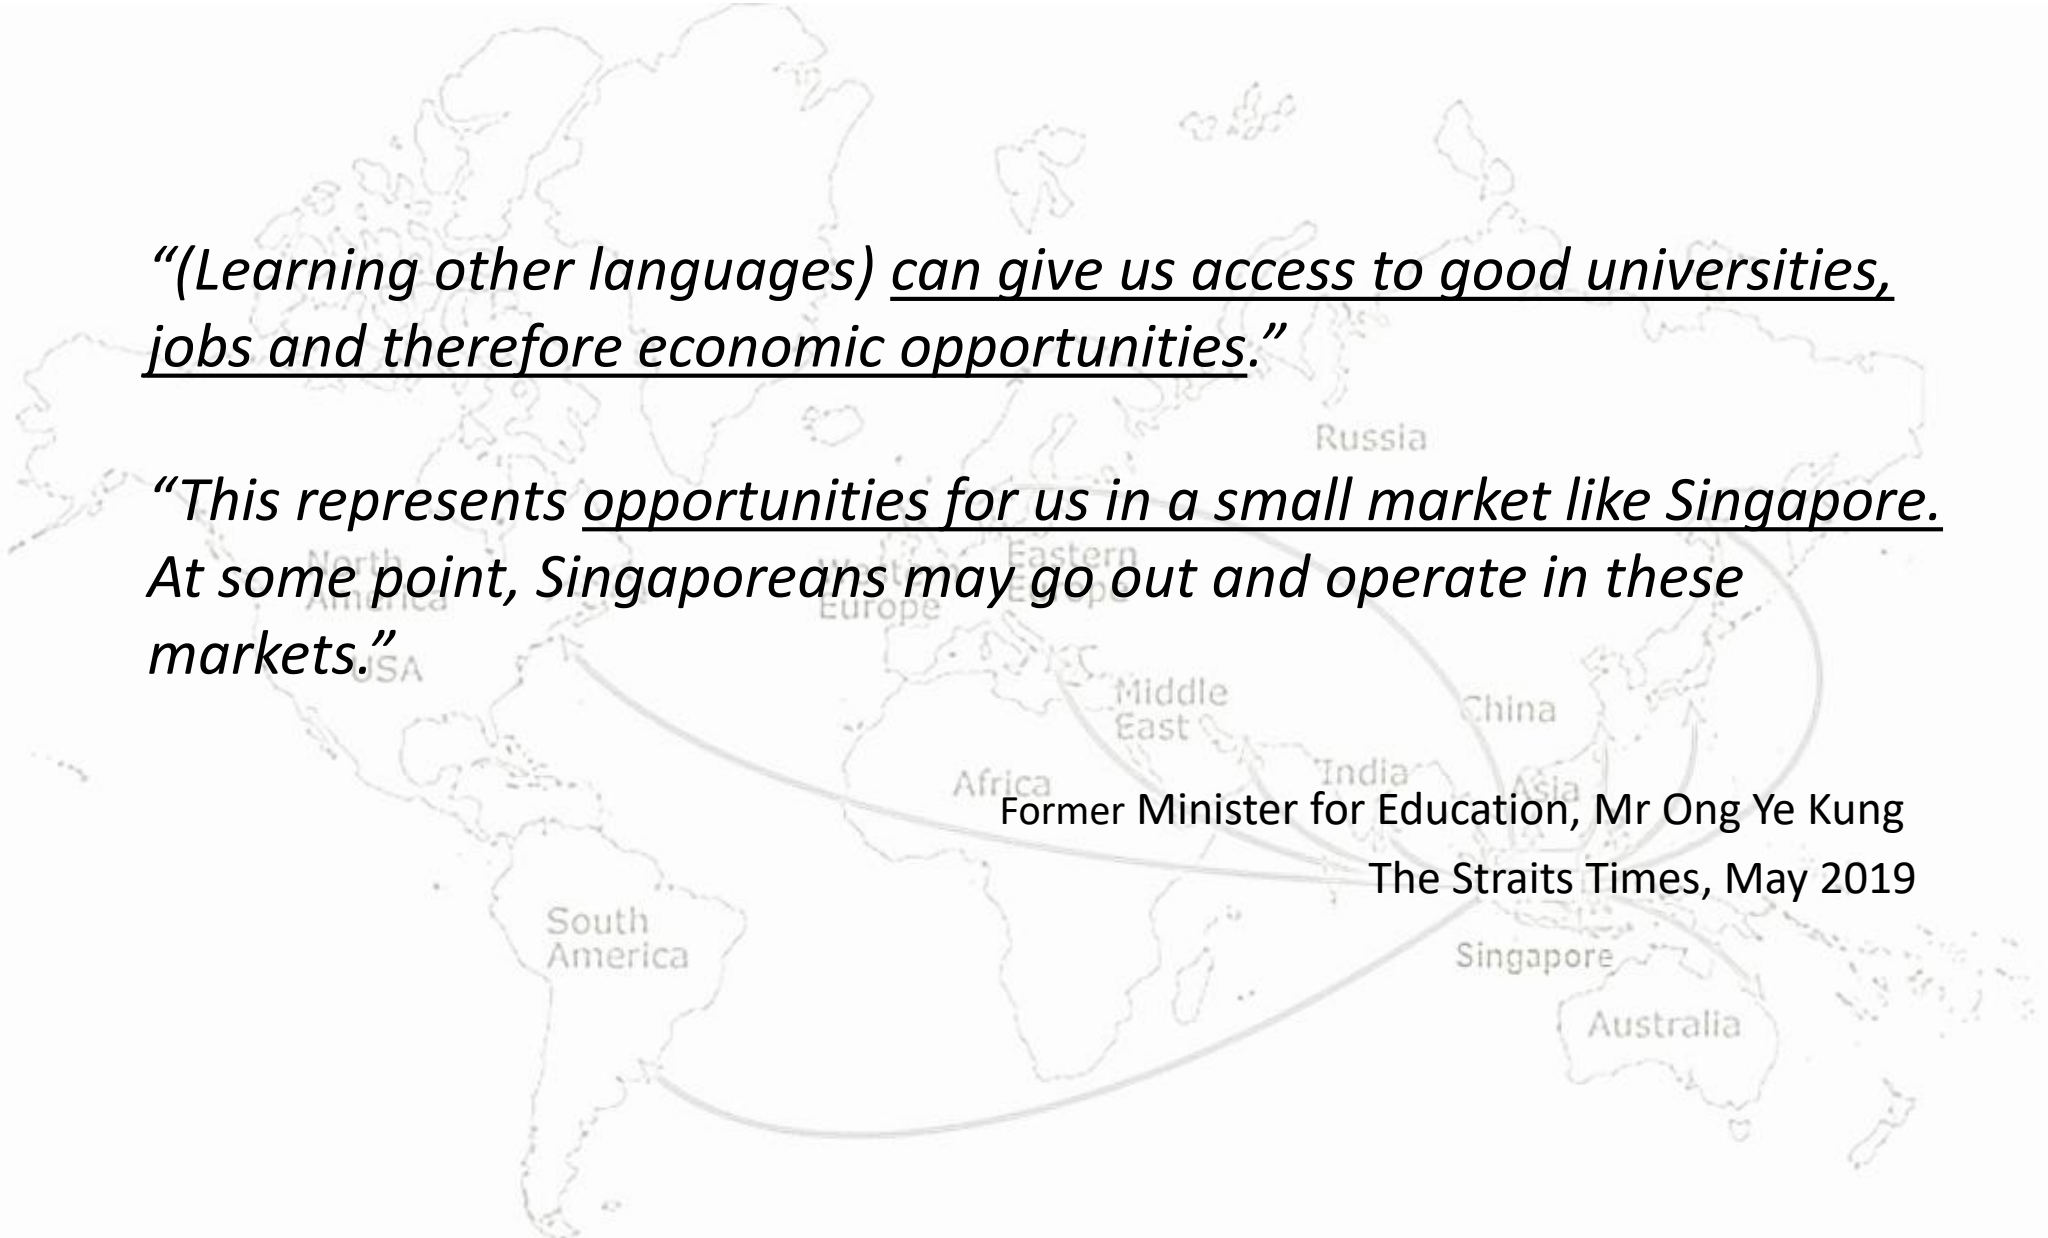 “(Learning other languages) can give us access to good universities,
jobs and therefore economic opportunities.”
Russia
“This represents opportunities for us in a small market like Singapore.
North
America
Western
Europe
Eastern
Europe
At some point, Singaporeans may go out and operate in these
markets.”
USA
Middle
East
China
Africa
India
Asia
Former Minister for Education, Mr Ong Ye Kung
The Straits Times, May 2019
South
America
Singapore
Australia